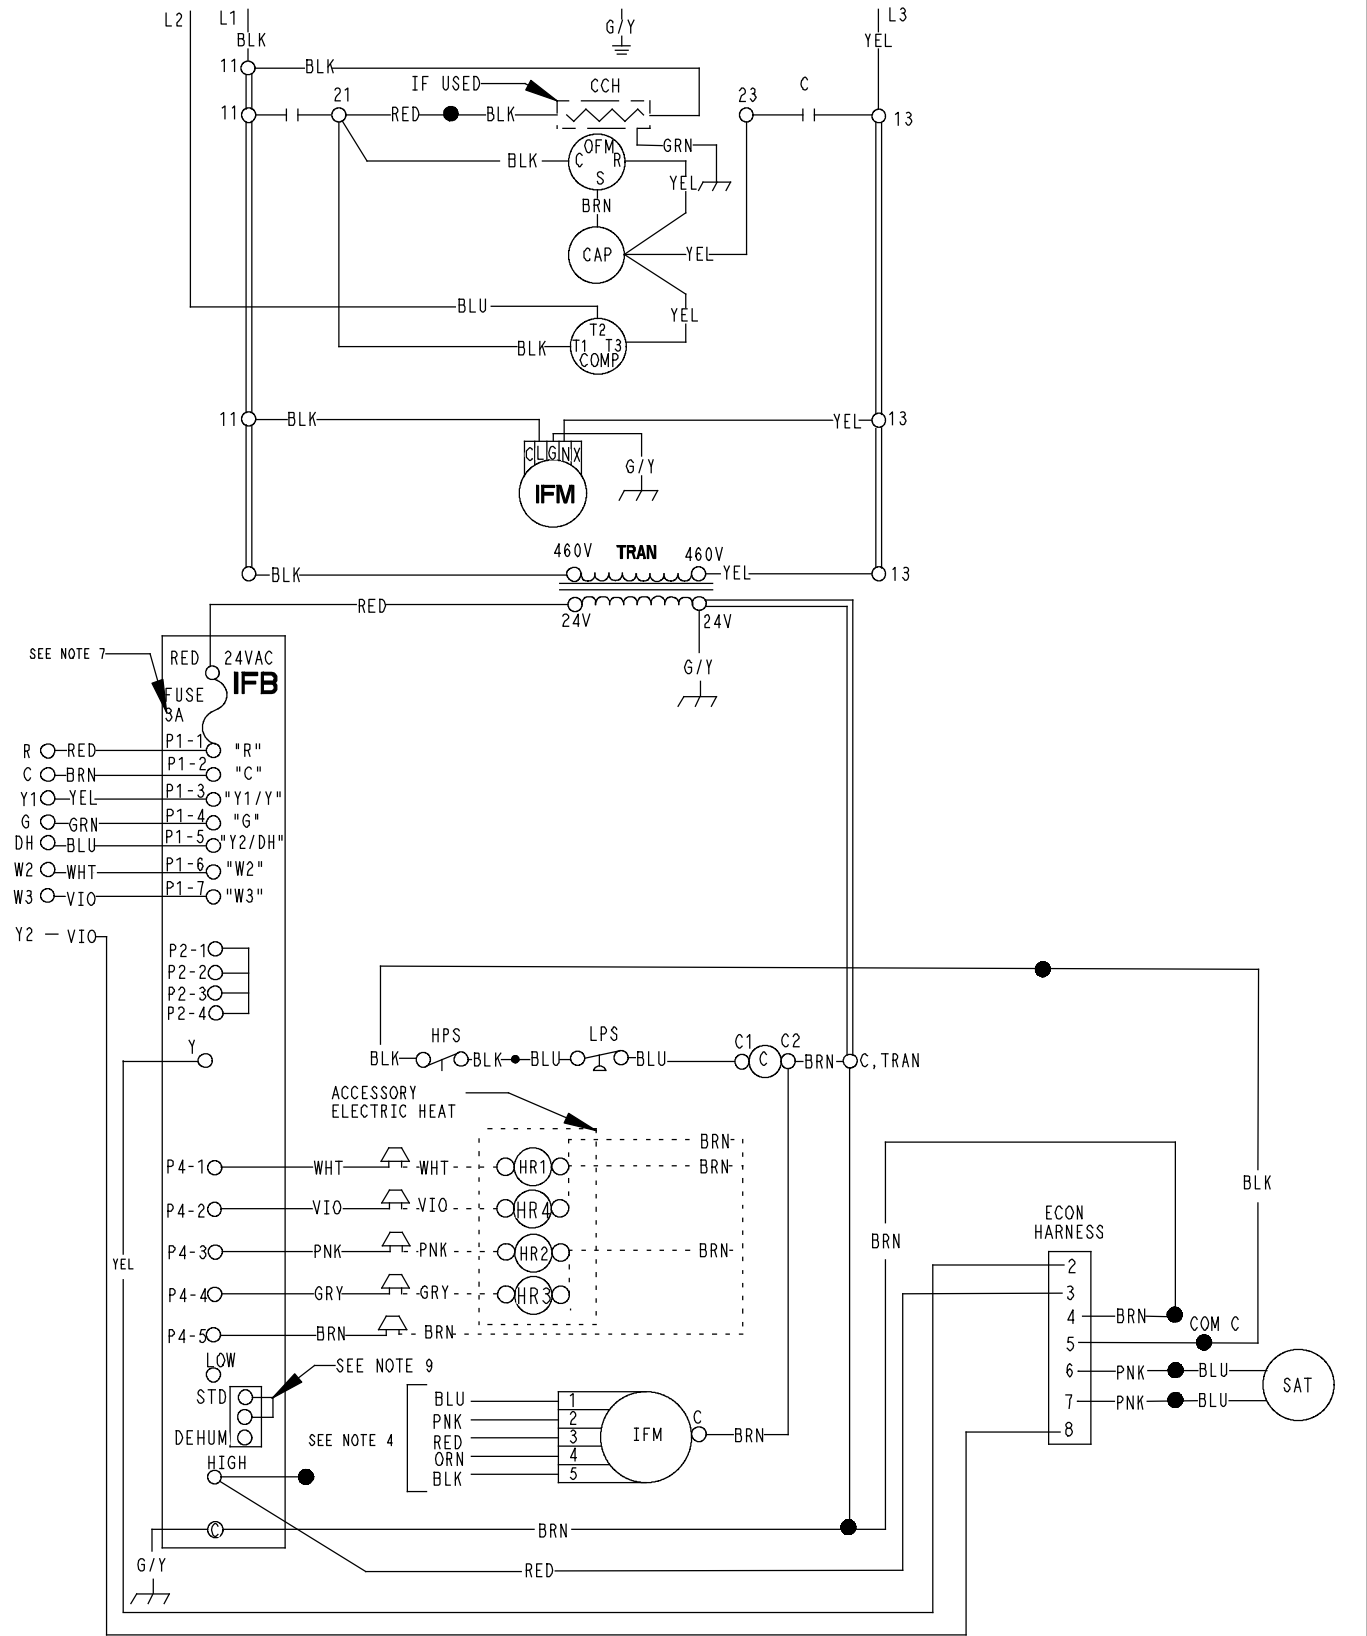 L2 L1 G/Y L3
BLK YEL
11 BLK
IF USED CCH 23 C
11 21 RED BLK 13
GRN
BLK C OFM R
S YEL
BRN
CAP YEL
BLU
YEL
T2
BLK T1 T3
COMP
11 BLK YEL 13
C L G N X
G/Y
IFM
460V TRAN 460V
BLK YEL 13
RED
24V 24V
SEE NOTE 7 RED 24VAC G/Y
IFB
FUSE
3A
R RED P1-1 "R"
C BRN P1-2 "C"
Y1 YEL P1-3 "Y1/Y"
G GRN P1-4 "G"
DH BLU P1-5 "Y2/DH"
W2 WHT P1-6 "W2"
W3 VIO P1-7 "W3"
Y2 — VIO
P2-1
P2-2
P2-3
P2-4
HPS LPS C1 C2
Y
BLK BLK BLU BLU C BRN C,TRAN
ACCESSORY
ELECTRIC HEAT
BRN
P4-1 WHT WHT HR1 BRN
BLK
P4-2 VIO VIO HR4
ECON
HARNESS
BRN
P4-3 PNK PNK HR2 BRN
YEL
2
P4-4 GRY GRY HR3 3
4 BRN
COM C
P4-5 BRN BRN
5
LOW
SEE NOTE 9
6 PNK BLU
SAT
STD
BLU 1
7 PNK BLU
PNK 2 C
DEHUM SEE NOTE 4 RED 3 IFM BRN
8
ORN 4
HIGH
BLK 5
C BRN
G/Y
RED